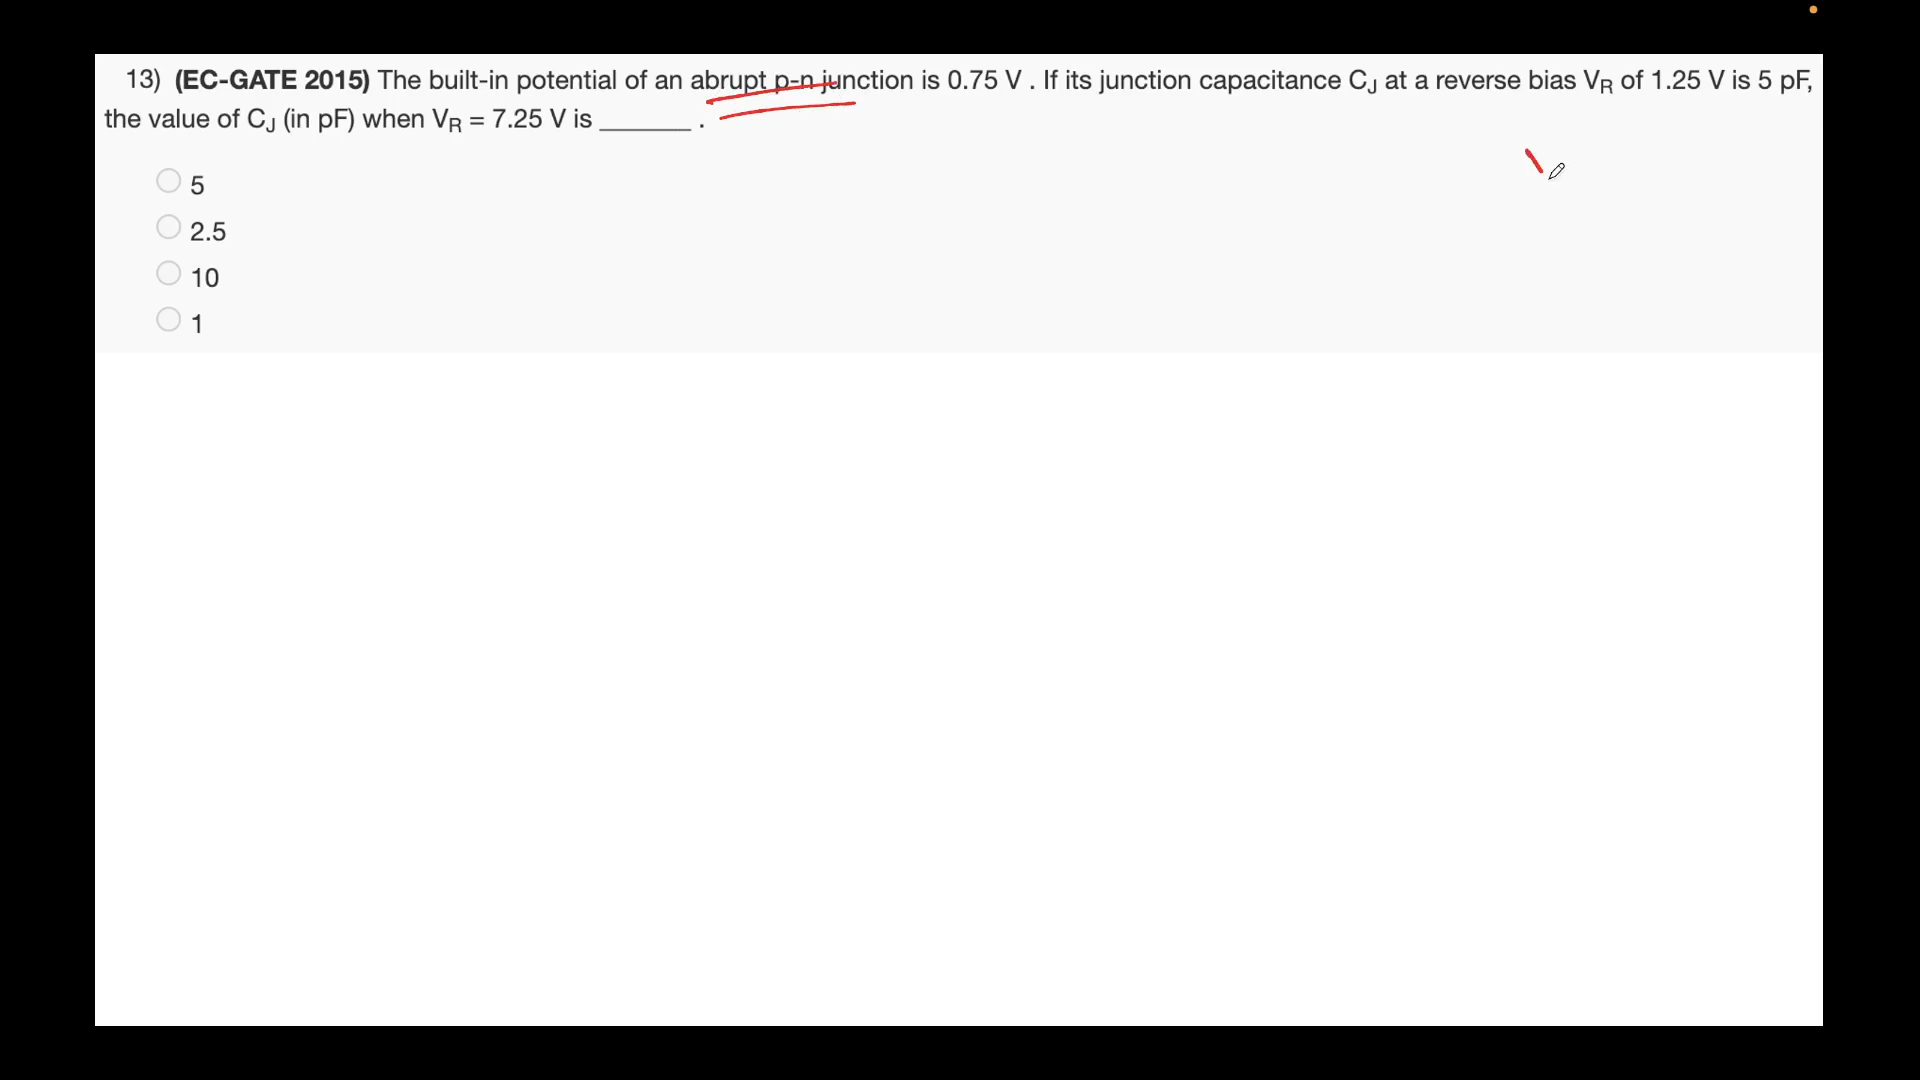 13) (EC-GATE 2015) The built-in potential of an abrupt p-n junction is 0.75 V . If its junction capacitance CJ at a reverse bias VR of 1.25 V is 5 pF,
the value of CJ (in pF) when VR = 7.25 V is _______ .
5
2.5
10
1